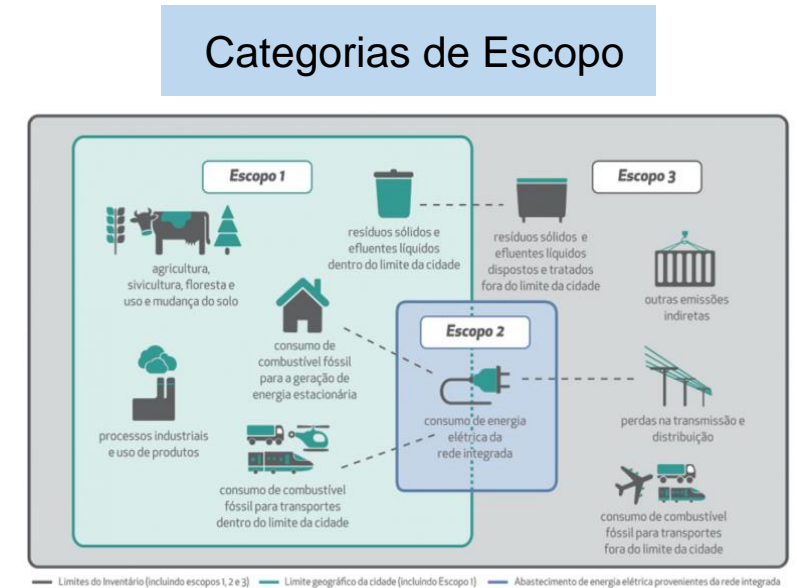 Categorias de Escopo
Escopo 1
Escopo 3
agricultura,
sivicultura, floresta e
uso e mudança do solo
resíduos sólidos e
efluentes líquidos
dentro do limite da cidade
resíduos sólidos e
efluentes líquidos
dispostos e tratados
fora do limite da cidade
outras emissões
indiretas
consumo de
combustível fóssil
para a geração de
energia estacionária
Escopo 2
consumo de energia
elétrica da
rede integrada
processos industriais
e uso de produtos
perdas na transmissão e
distribuição
consumo de combustível
fóssil para transportes
dentro do limite da cidade
consumo de combustível
fóssil para transportes
fora do limite da cidade
Limites do Inventário (incluindo escopos 1, 2 e 3)
Limite geográfico da cidade (incluindo Escopo 1)
Abastecimento de energia elétrica provenientes da rede integrada